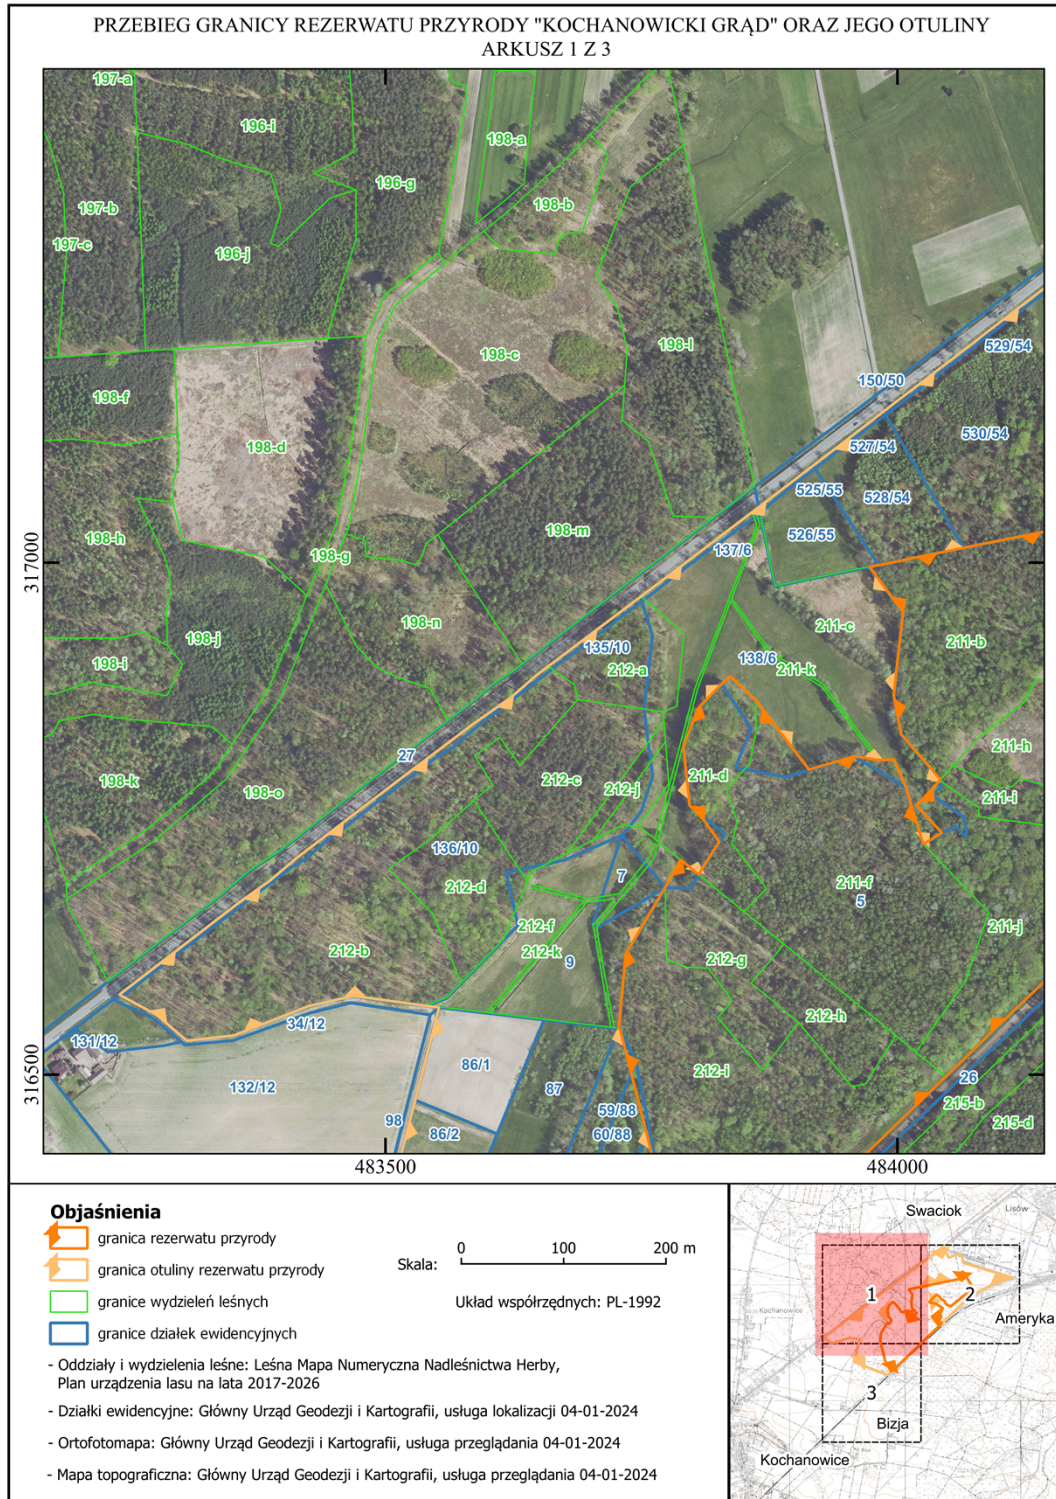 PRZEBIEG GRANICY REZERWATU PRZYRODY "KOCHANOWICKI GRĄD" ORAZ JEGO OTULINY
ARKUSZ 1 Z 3
197-a
196-i
198-a
196-g
198-b
197-b
197-c
196-j
198-c
198-l
529/54
150/50
198-f
198-d
527/54
530/54
525/55
528/54
198-h
198-g
198-m
526/55
137/6
317000
198-n
198-j
135/10
211-c
211-b
198-i
212-a
138/6
211-k
211-h
27
198-k
198-o
212-c
212-j
211-d
211-i
136/10
212-d
7
211-f
5
212-f
211-j
212-b
212-k
9
212-g
34/12
212-h
131/12
132/12
86/1
87
212-i
26
316500
215-b
59/88
98
86/2
60/88
215-d
483500
484000
Objaśnienia
granica rezerwatu przyrody
granica otuliny rezerwatu przyrody
granice wydzieleń leśnych
granice działek ewidencyjnych
Skala:
0 100 200 m
Układ współrzędnych: PL-1992
- Oddziały i wydzielenia leśne: Leśna Mapa Numeryczna Nadleśnictwa Herby,
Plan urządzenia lasu na lata 2017-2026
- Działki ewidencyjne: Główny Urząd Geodezji i Kartografii, usługa lokalizacji 04-01-2024
- Ortofotomapa: Główny Urząd Geodezji i Kartografii, usługa przeglądania 04-01-2024
- Mapa topograficzna: Główny Urząd Geodezji i Kartografii, usługa przeglądania 04-01-2024
Swaciok
Lisów
1
2
Kochanowice
Ameryka
3
Bizja
Kochanowice